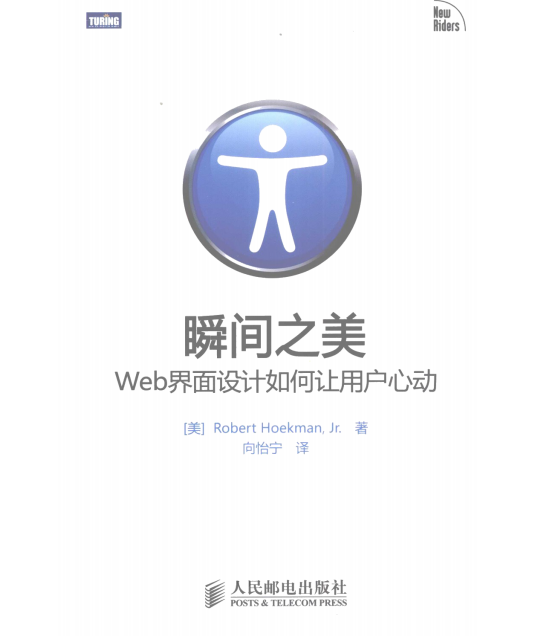 TURING
New
Riders
瞬间之美
Web界面设计如何让用户心动
[美] Robert Hoekman, Jr. 著
向怡宁 译
人民邮电出版社
POSTS & TELECOM PRESS